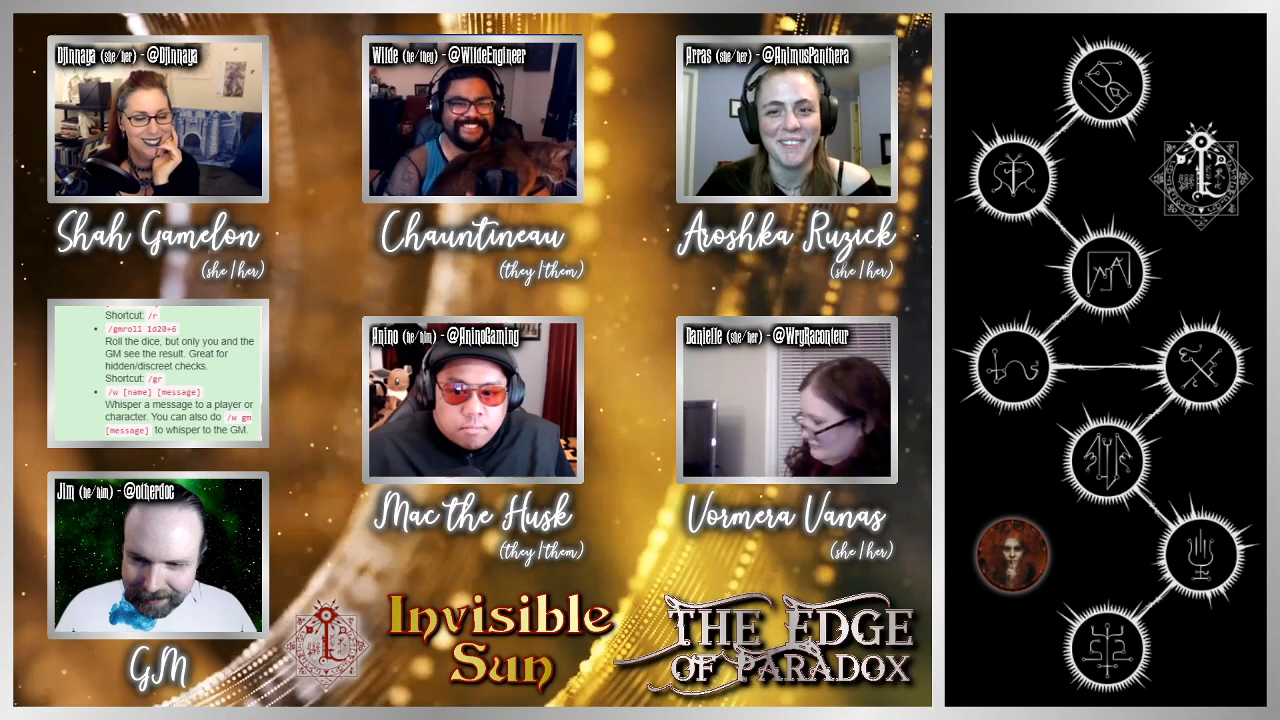 Djinnaya (she/her) - @Djinnaya
Shah Gamelon
(she/her)
Wilde (he/they) - @WildeEngineer
Chauntineau
(they/them)
Arras (she/her) - @AnimusPanthera
Aroshka Ruzick
(she/her)
Shortcut: /r
• /gmroll 1d20+6
Roll the dice, but only you and the
GM see the result. Great for
hidden/discreet checks.
Shortcut: /gr
• /w [name] [message]
Whisper a message to a player or
character. You can also do /w gm
[message] to whisper to the GM.
Anino (he/him) - @AninoGaming
Mac the Husk
(they/them)
Danielle (she/her) - @WryRaconteur
Vormera Vanas
(she/her)
Jim (he/him) - @otherdoc
GM
Invisible
Sun
THE EDGE
OF PARADOX